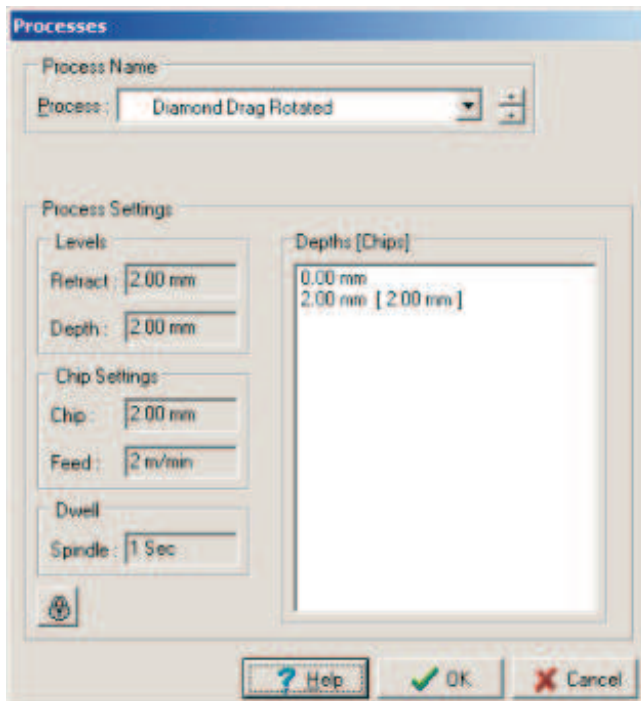 Processes
Process Name
Process : Diamond Drag Rotated
Process Settings
Levels
Retract : 2.00 mm
Depth : 2.00 mm
Chip Settings
Chip : 2.00 mm
Feed : 2 m/min
Dwell
Spindle : 1 Sec
Depths [Chips]
0.00 mm
2.00 mm [ 2.00 mm ]
? Help
OK
Cancel